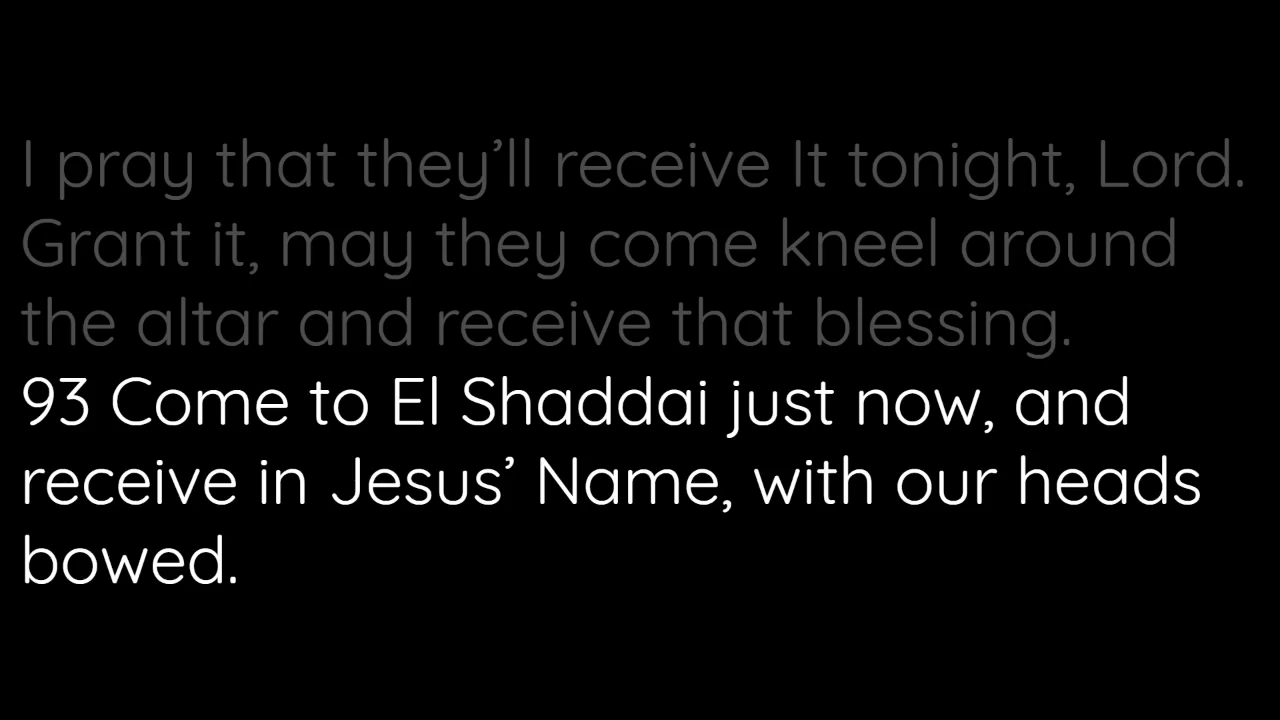 I pray that they’ll receive It tonight, Lord.
Grant it, may they come kneel around
the altar and receive that blessing.
93 Come to El Shaddai just now, and
receive in Jesus’ Name, with our heads
bowed.